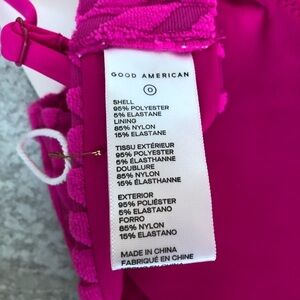 GOOD AMERICAN
0
SHELL
95% POLYESTER
5% ELASTANE
LINING
85% NYLON
15% ELASTANE
TISSU EXTÉRIEUR
95% POLYESTER
5% ÉLASTHANNE
DOUBLURE
85% NYLON
15% ÉLASTHANNE
EXTERIOR
95% POLIÉSTER
5% ELASTANO
FORRO
85% NYLON
15% ELASTANO
MADE IN CHINA
FABRIQUÉ EN CHINE
HECHO EN CHINA